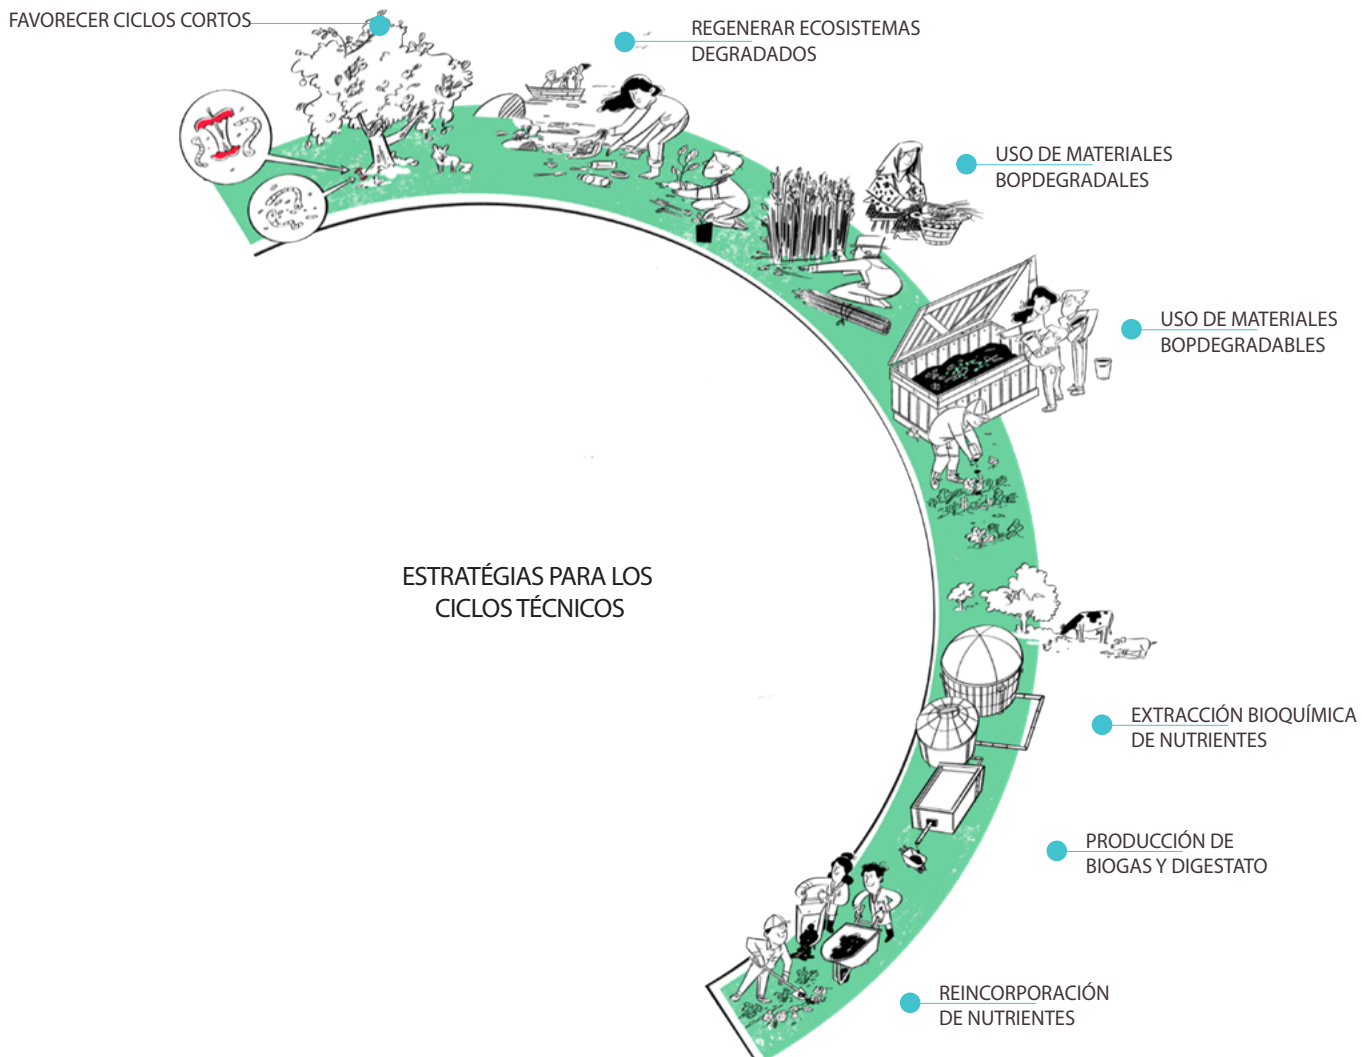 FAVORECER CICLOS CORTOS
REGENERAR ECOSISTEMAS
DEGRADADOS
USO DE MATERIALES
BOPDEGRADALES
USO DE MATERIALES
BOPDEGRADABLES
ESTRATÉGIAS PARA LOS
CICLOS TÉCNICOS
EXTRACCIÓN BIOQUÍMICA
DE NUTRIENTES
PRODUCCIÓN DE
BIOGAS Y DIGESTATO
REINCORPORACIÓN
DE NUTRIENTES